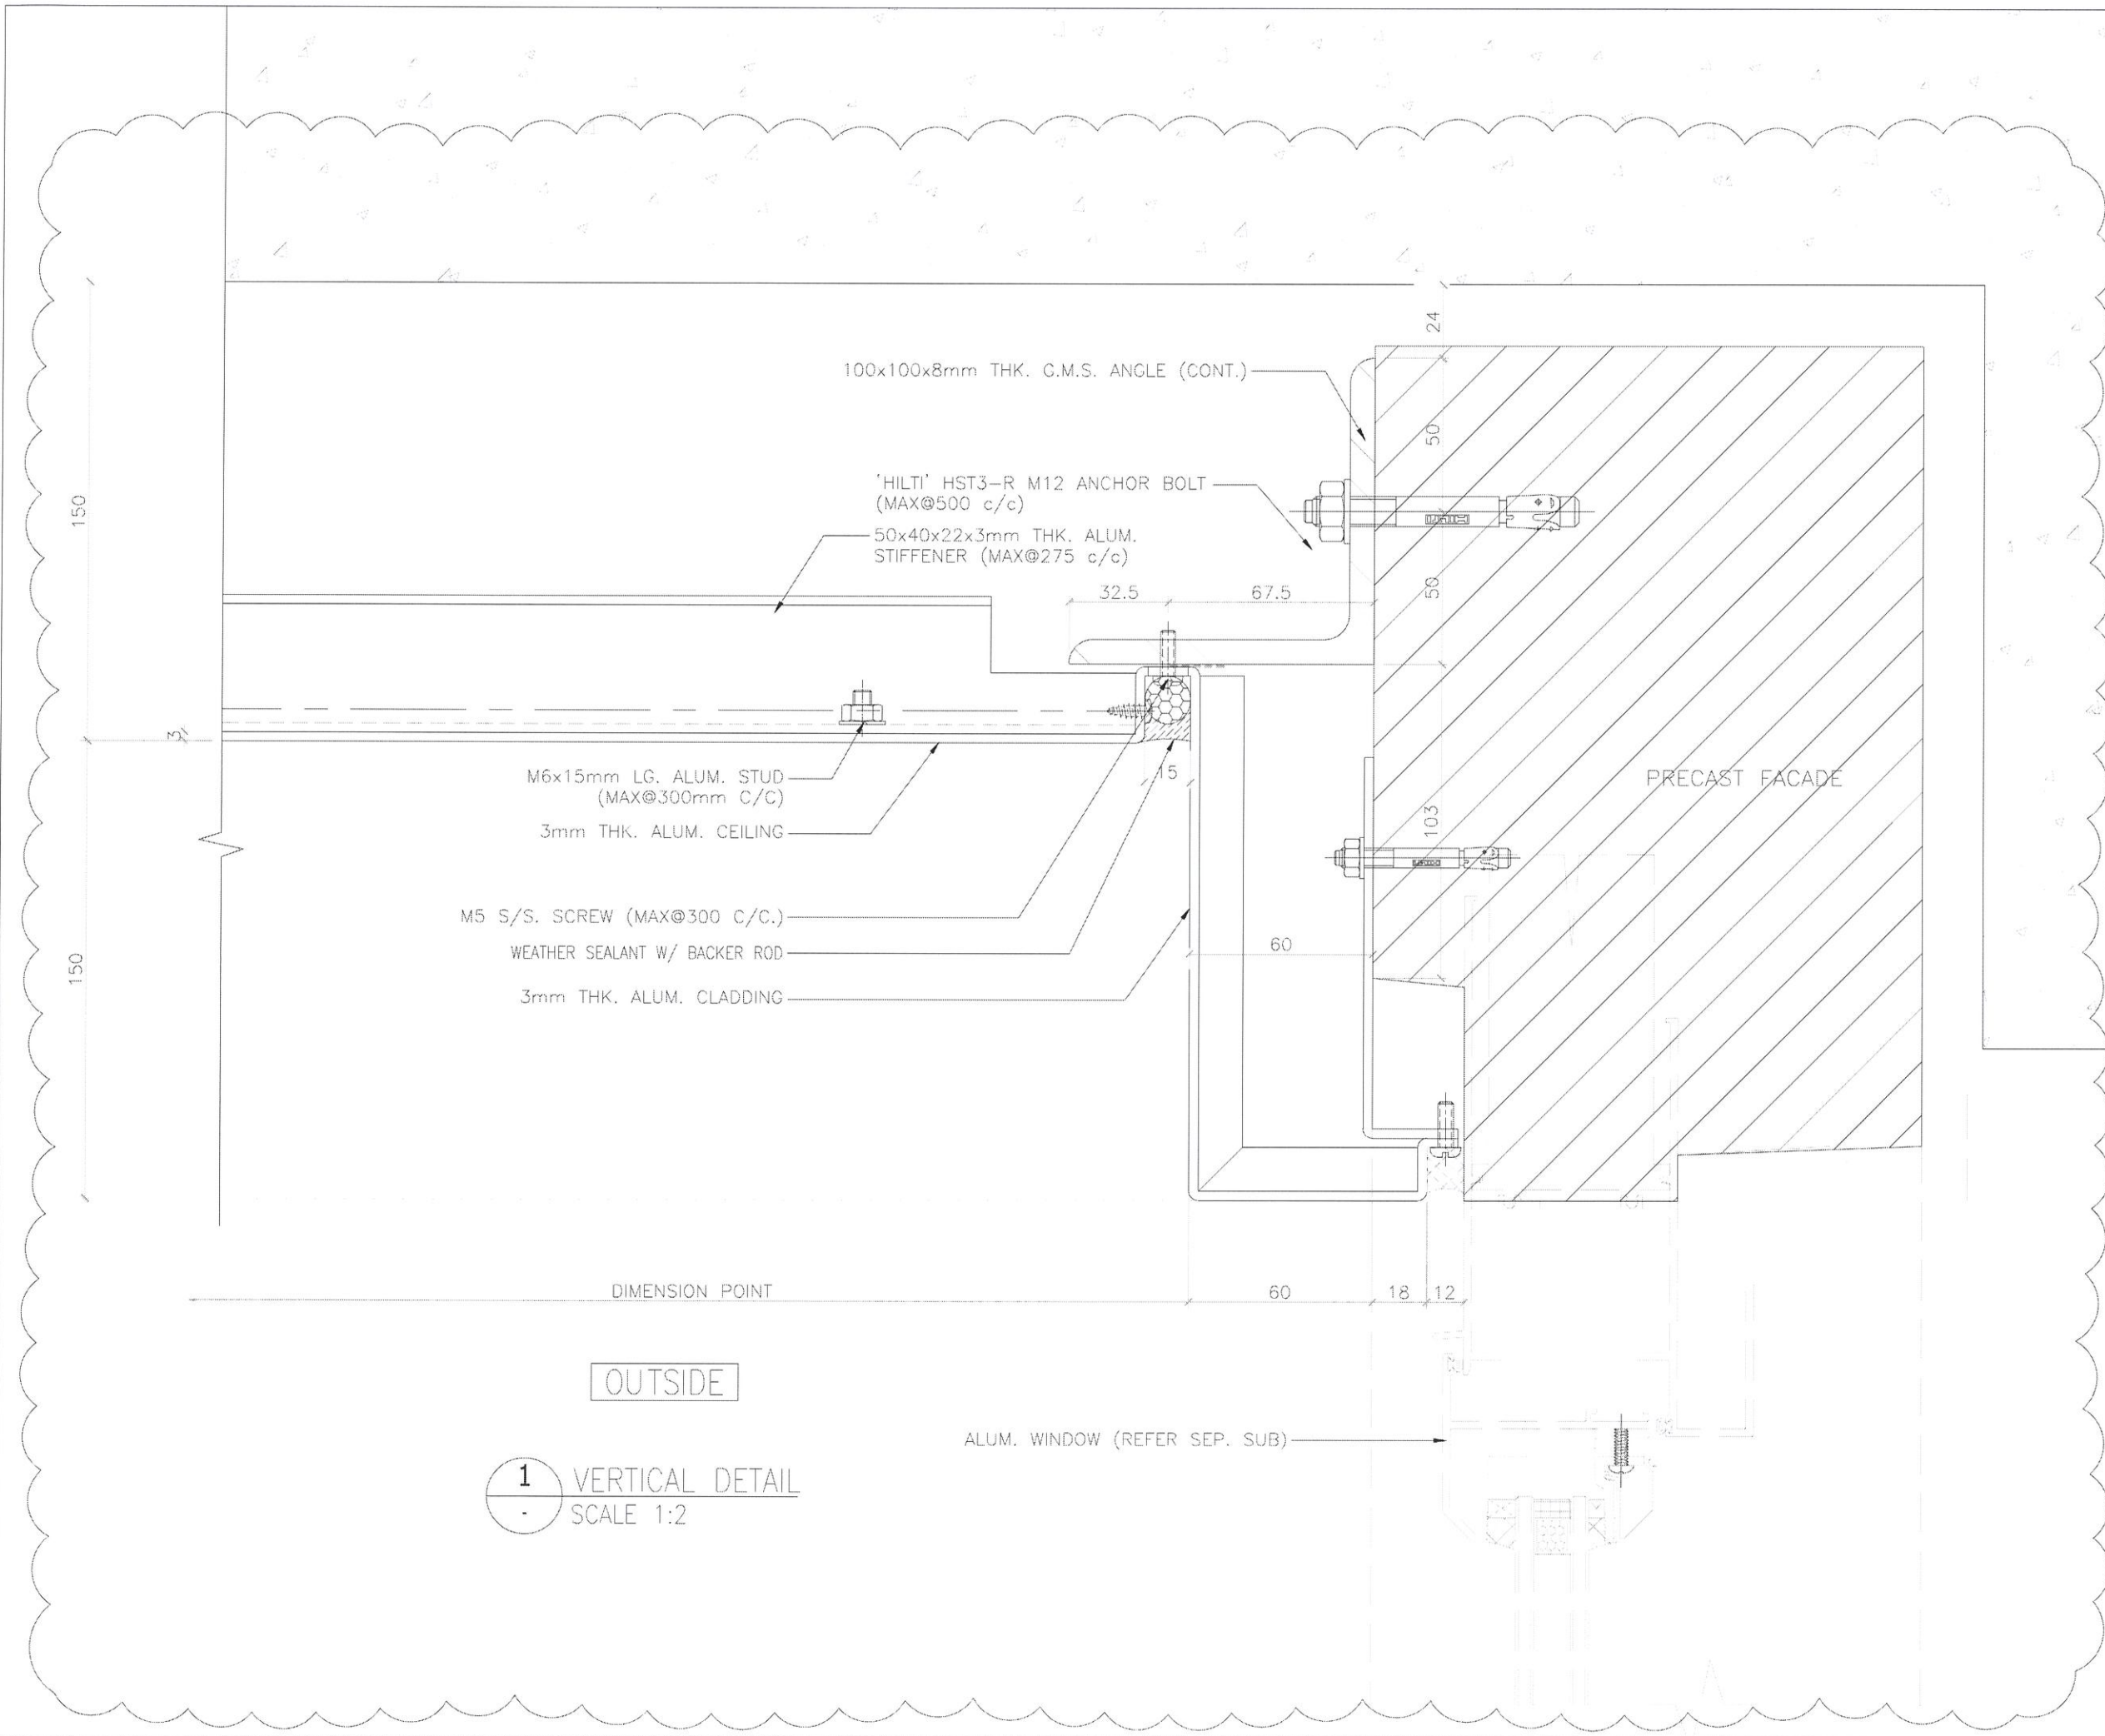 24
100x100x8mm THK. G.M.S. ANGLE (CONT.)
50
'HILTI' HST3-R M12 ANCHOR BOLT
(MAX@500 c/c)
150
50x40x22x3mm THK. ALUM.
STIFFENER (MAX@275 c/c)
32.5
67.5
50
3
M6x15mm LG. ALUM. STUD
(MAX@300mm C/C)
15
PRECAST FACADE
3mm THK. ALUM. CEILING
103
M5 S/S. SCREW (MAX@300 C/C.)
WEATHER SEALANT W/ BACKER ROD
60
150
3mm THK. ALUM. CLADDING
DIMENSION POINT
60
18
12
OUTSIDE
ALUM. WINDOW (REFER SEP. SUB)
1
VERTICAL DETAIL
-
SCALE 1:2